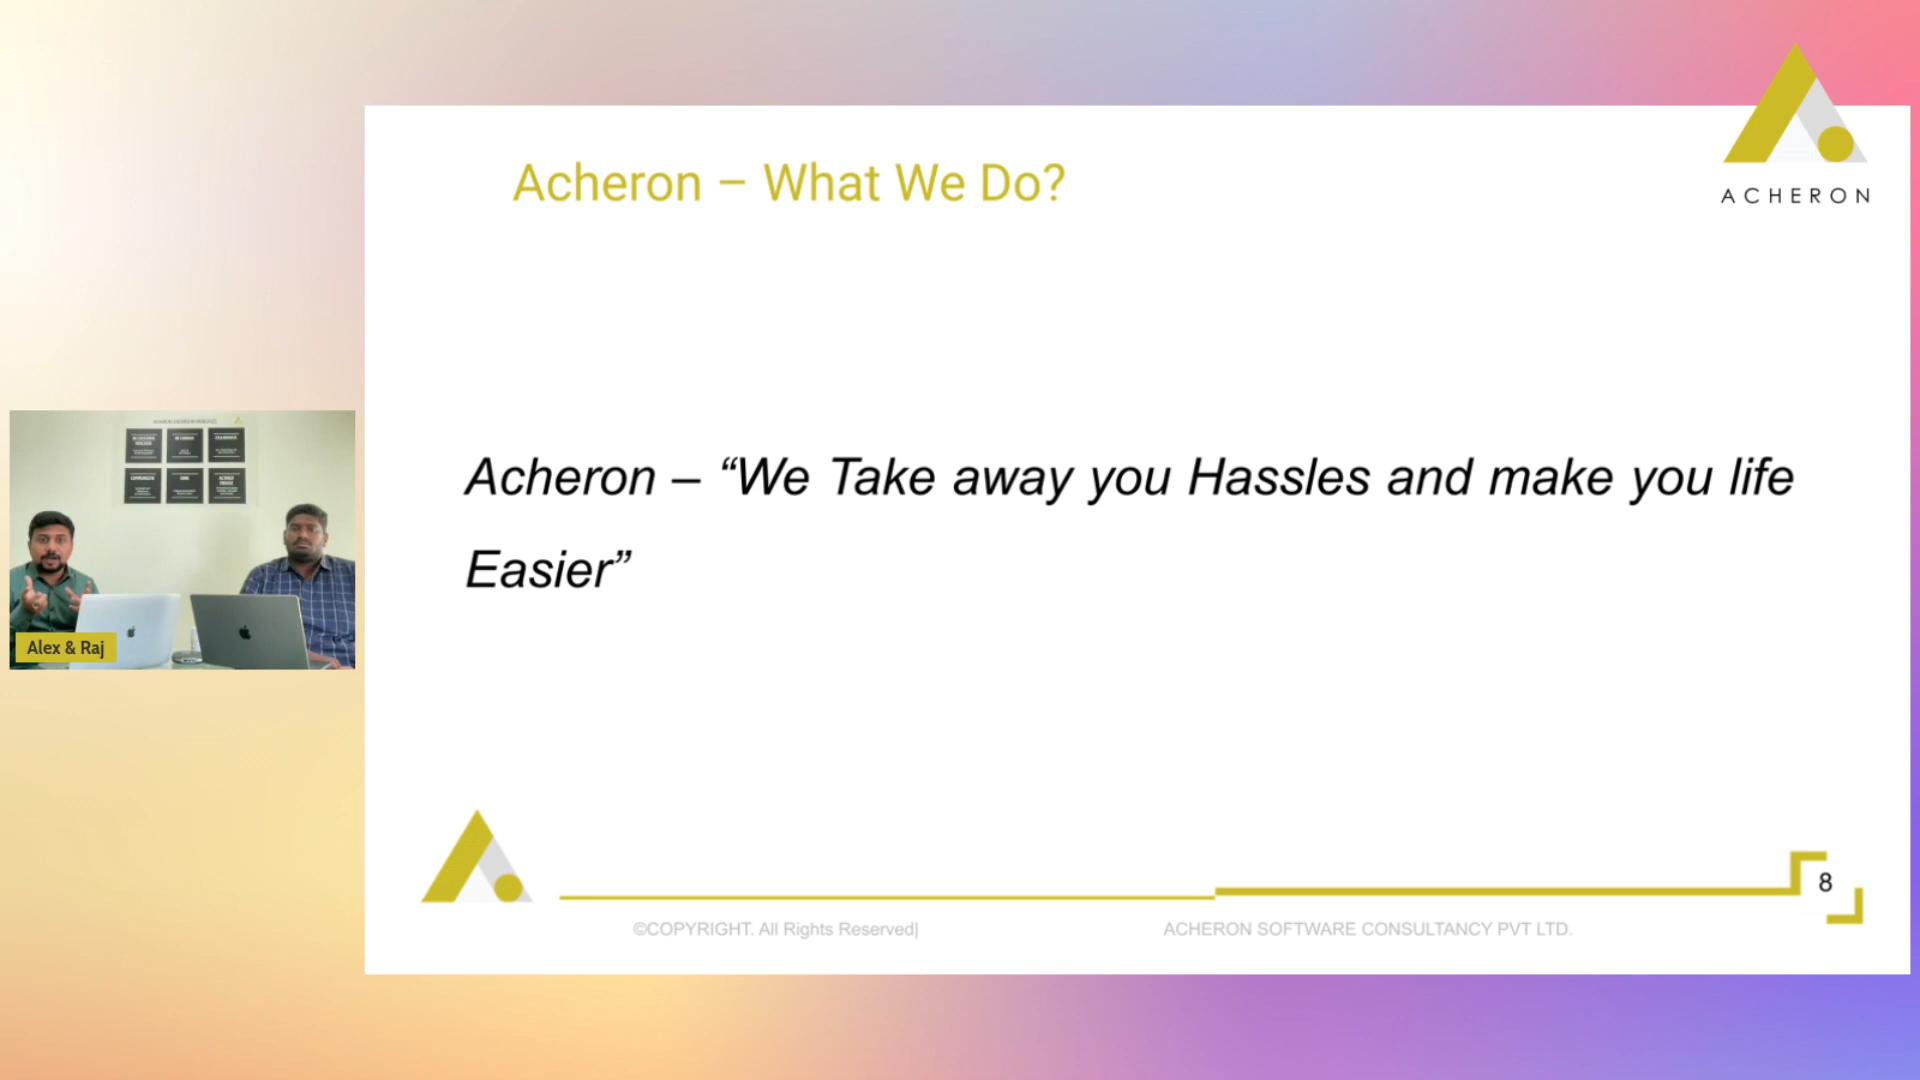 ACHERON
Acheron – What We Do?
Acheron – “We Take away you Hassles and make you life
Easier”
Alex & Raj
8
©COPYRIGHT. All Rights Reserved|
ACHERON SOFTWARE CONSULTANCY PVT LTD.